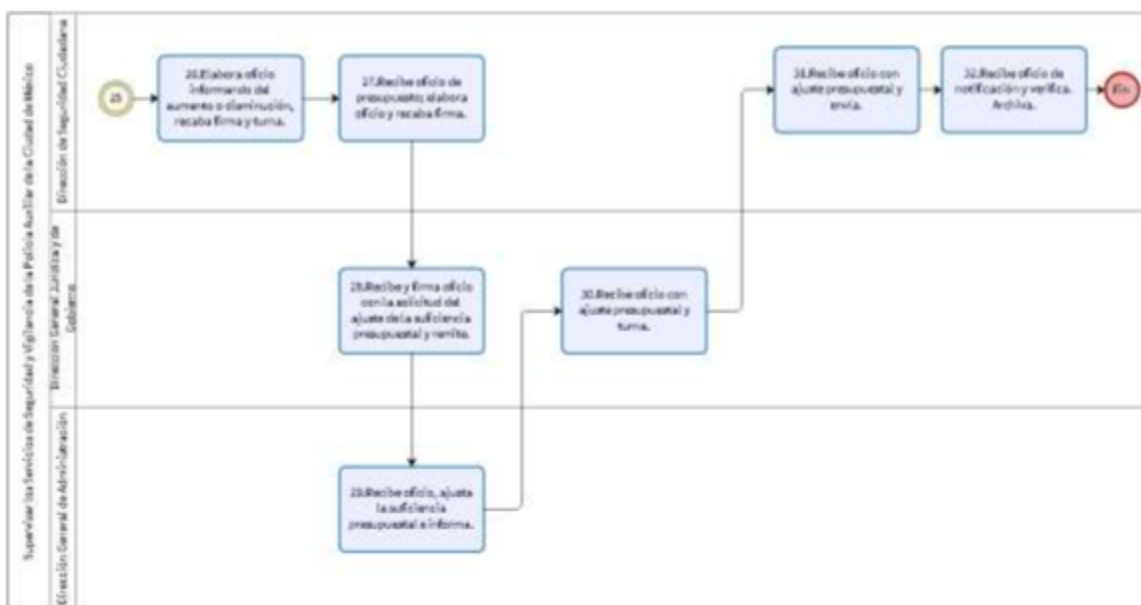 Supervisar los Servicios de Seguridad y Vigilancia de la Policía Auxiliar de la Ciudad de México
Dirección de Seguridad Ciudadana
25
26.Elabora oficio
informando del
aumento o disminución,
recaba firma y turna.
27.Recibe oficio de
presupuesto; elabora
oficio y recaba firma.
31.Recibe oficio con
ajuste presupuestal y
envía.
32.Recibe oficio de
notificación y verifica.
Archiva.
Fin
Dirección General Jurídica y de
Gobierno.
28.Recibe y firma oficio
con la solicitud del
ajuste de la suficiencia
presupuestal y remite.
30.Recibe oficio con
ajuste presupuestal y
turna.
Dirección General de Administración
29.Recibe oficio, ajusta
la suficiencia
presupuestal e informa.